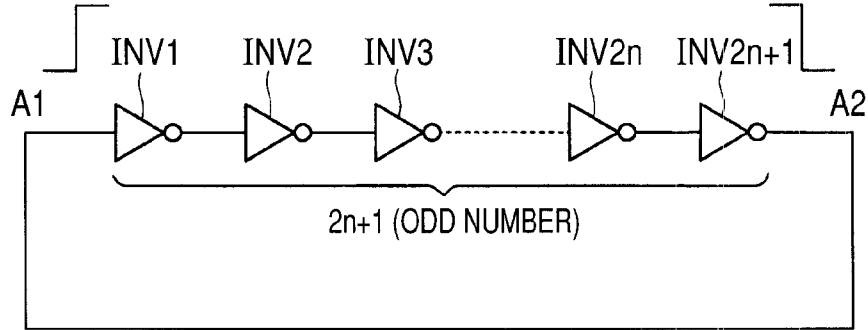 INV1 INV2 INV3 INV2n INV2n+1
A1 A2
2n+1 (ODD NUMBER)